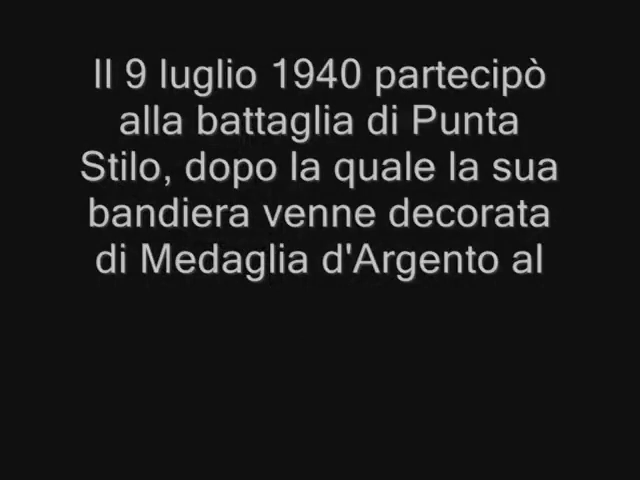 Il 9 luglio 1940 partecipò
alla battaglia di Punta
Stilo, dopo la quale la sua
bandiera venne decorata
di Medaglia d'Argento al